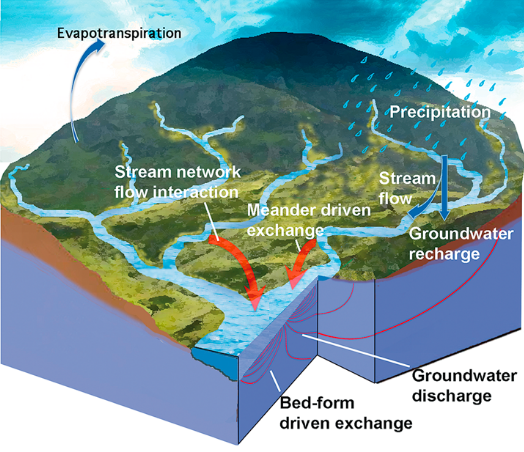 Evapotranspiration
Precipitation
Stream network
flow interaction
Stream
flow
Meander driven
exchange
Groundwater
recharge
Groundwater
discharge
Bed-form
driven exchange